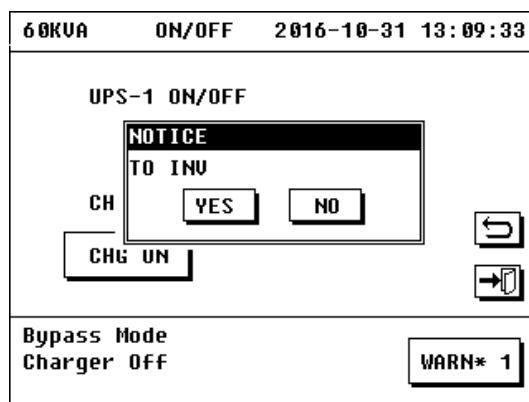 60KVA ON/OFF 2016-10-31 13:09:33
UPS-1 ON/OFF
NOTICE
TO INV
YES NO
CH
CHG ON
Bypass Mode
Charger Off
WARN* 1